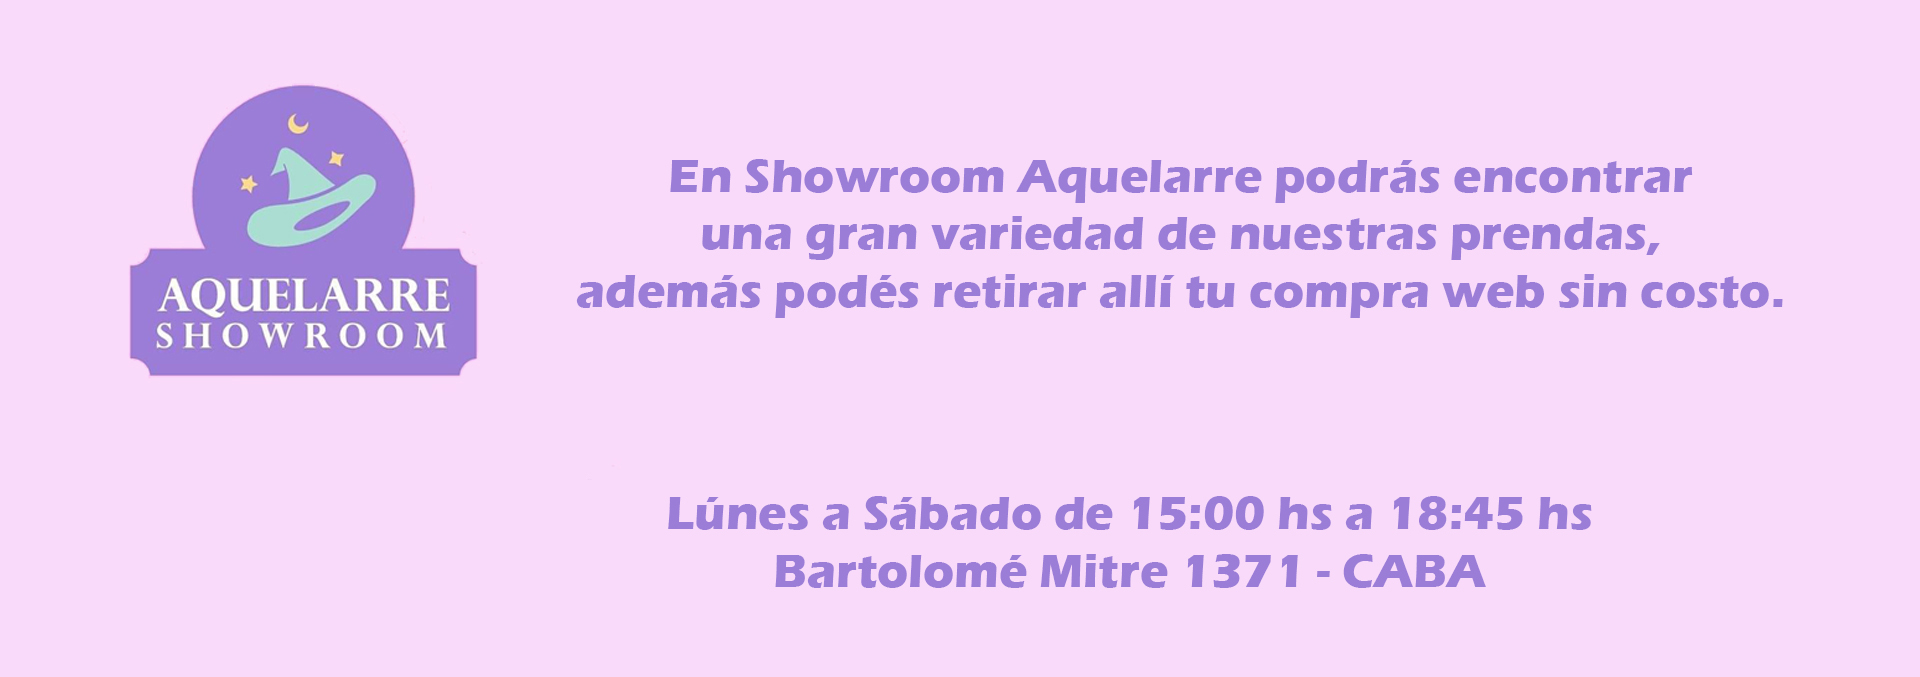 AQUELARRE
SHOWROOM
En Showroom Aquelarre podrás encontrar
una gran variedad de nuestras prendas,
además podés retirar allí tu compra web sin costo.
Lúnes a Sábado de 15:00 hs a 18:45 hs
Bartolomé Mitre 1371 - CABA